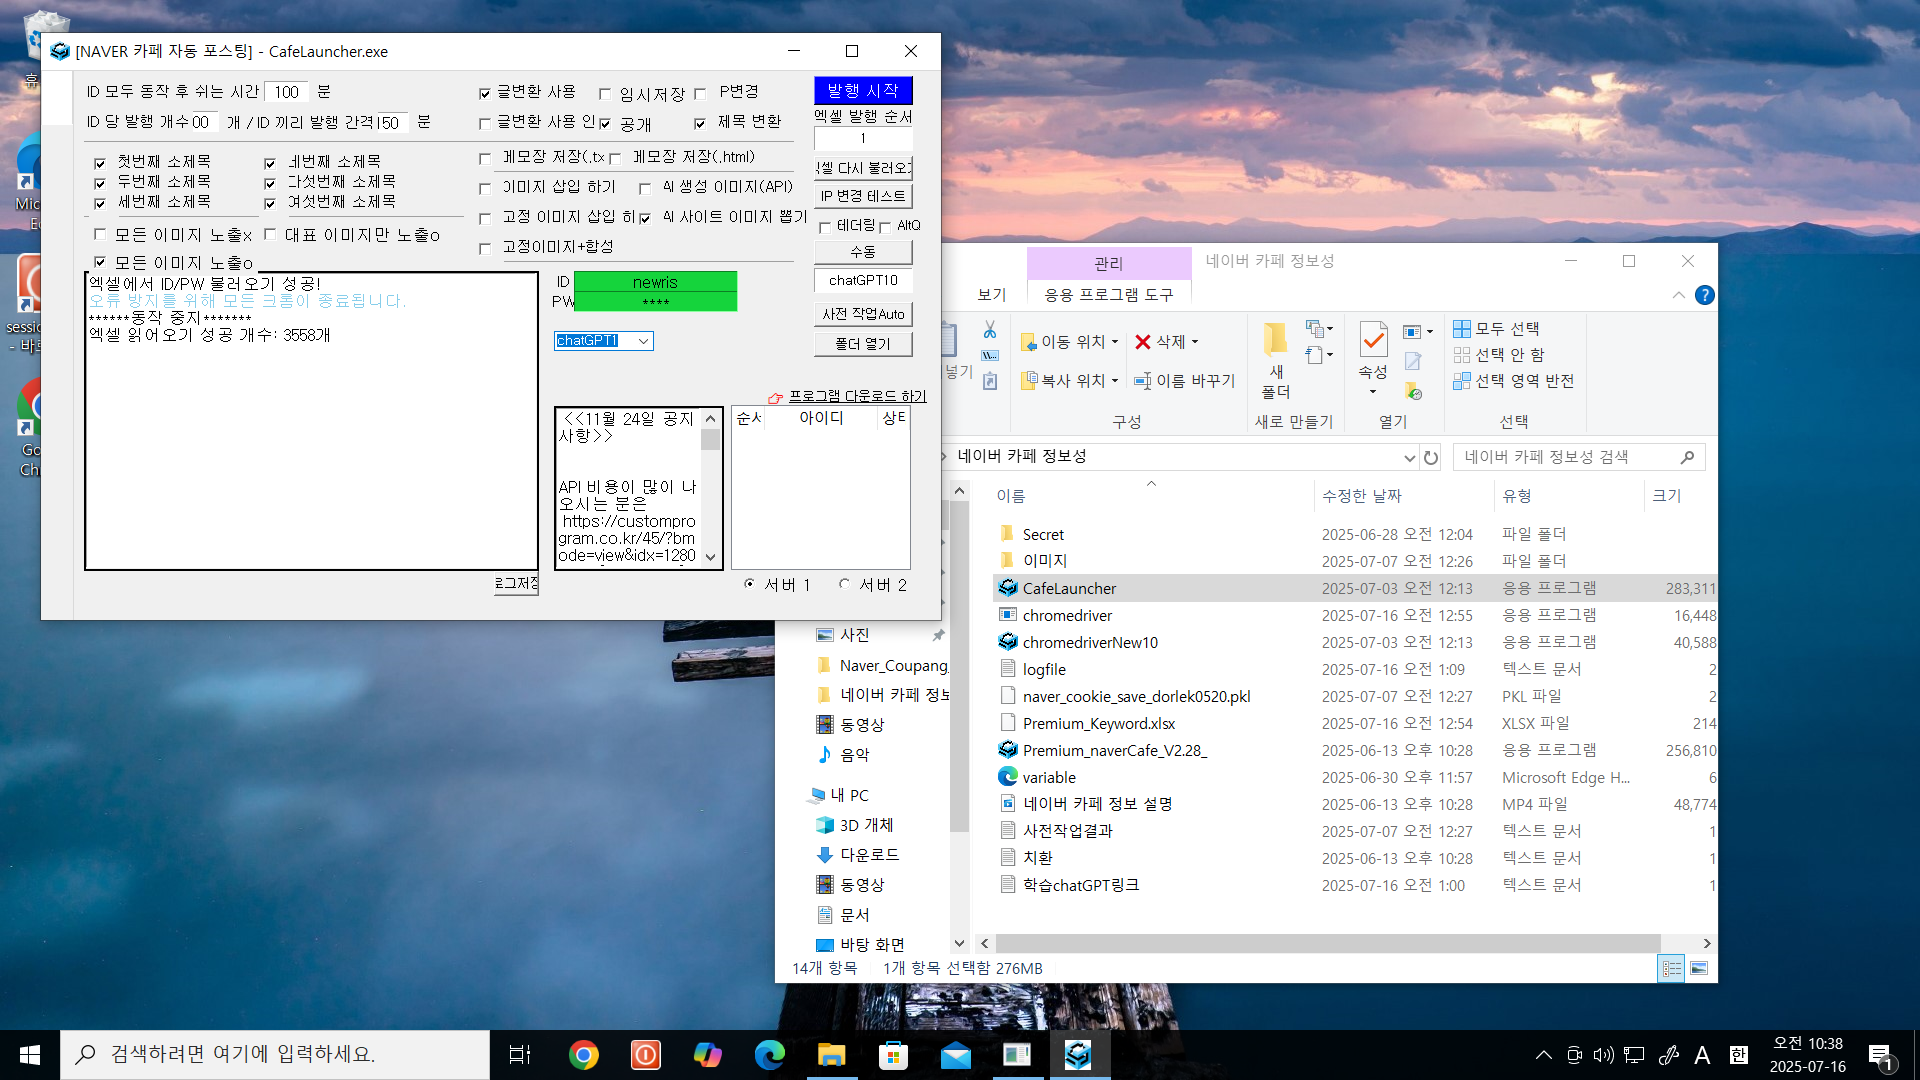 [NAVER 카페 자동 포스팅] - CafeLauncher.exe
ID 모두 동작 후 쉬는 시간 100 분
ID 당 발행 개수 00 개 / ID 끼리 발행 간격 50 분
글변환 사용 임시저장 P변경
글변환 사용 인 공개 제목 변환
발행 시작
엑셀 발행 순서
1
첫번째 소제목 네번째 소제목
두번째 소제목 다섯번째 소제목
세번째 소제목 여섯번째 소제목
메모장 저장(.tx 메모장 저장(.html)
이미지 삽입 하기 AI 생성 이미지(API)
고정 이미지 삽입 하 AI 사이트 이미지 뽑기
고정이미지+합성
셀 다시 불러오기
IP 변경 테스트
테더링 AltQ
수동
chatGPT10
사전 작업Auto
폴더 열기
모든 이미지 노출x 대표 이미지만 노출o
모든 이미지 노출o
엑셀에서 ID/PW 불러오기 성공!
오류 방지를 위해 모든 크롬이 종료됩니다.
******동작 중지*******
엑셀 읽어오기 성공 개수: 3558개
ID newris
PW ****
chatGPT1
프로그램 다운로드 하기
<<11월 24일 공지
사항>>
API 비용이 많이 나
오시는 분은
https://custompro
gram.co.kr/45/?bm
ode=view&idx=1280
순서 아이디 상태
로그저장
서버 1 서버 2
휴
Mic
Ed
sessio
- 바로
Go
Ch
관리 네이버 카페 정보성
보기 응용 프로그램 도구
넣기
이동 위치 삭제
복사 위치 이름 바꾸기
구성
새
폴더
새로 만들기
속성
열기
모두 선택
선택 안 함
선택 영역 반전
선택
네이버 카페 정보성
네이버 카페 정보성 검색
이름 수정한 날짜 유형 크기
Secret 2025-06-28 오전 12:04 파일 폴더
이미지 2025-07-07 오전 12:26 파일 폴더
CafeLauncher 2025-07-03 오전 12:13 응용 프로그램 283,311
chromedriver 2025-07-16 오전 12:55 응용 프로그램 16,448
chromedriverNew10 2025-07-03 오전 12:13 응용 프로그램 40,588
logfile 2025-07-16 오전 1:09 텍스트 문서 2
naver_cookie_save_dorlek0520.pkl 2025-07-07 오전 12:27 PKL 파일 2
Premium_Keyword.xlsx 2025-07-16 오전 12:54 XLSX 파일 214
Premium_naverCafe_V2.28_ 2025-06-13 오후 10:28 응용 프로그램 256,810
variable 2025-06-30 오후 11:57 Microsoft Edge H... 6
네이버 카페 정보 설명 2025-06-13 오후 10:28 MP4 파일 48,774
사전작업결과 2025-07-07 오전 12:27 텍스트 문서 1
치환 2025-06-13 오후 10:28 텍스트 문서 1
학습chatGPT링크 2025-07-16 오전 1:00 텍스트 문서 1
사진
Naver_Coupang_
네이버 카페 정보
동영상
음악
내 PC
3D 개체
다운로드
동영상
문서
바탕 화면
14개 항목 1개 항목 선택함 276MB
검색하려면 여기에 입력하세요.
A 한
오전 10:38
2025-07-16
1